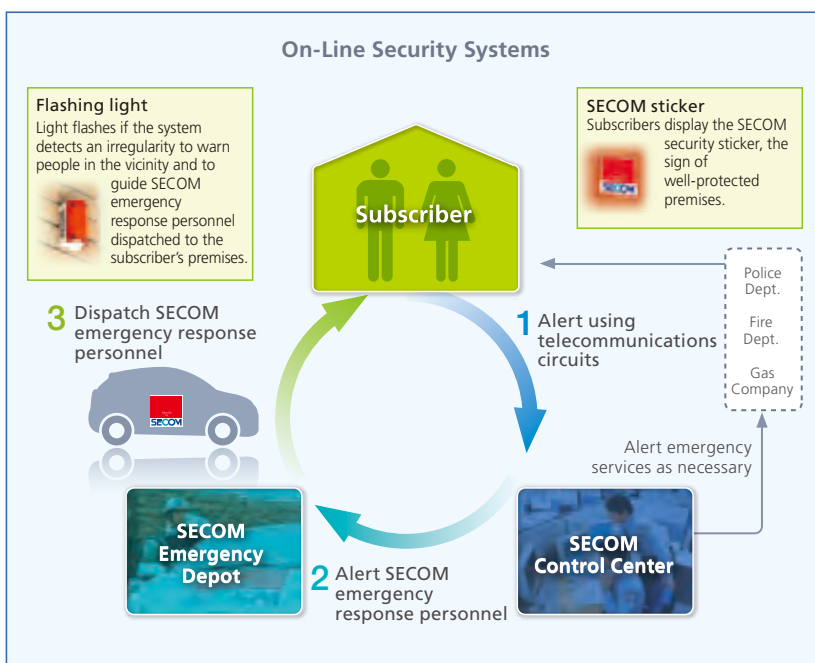 On-Line Security Systems
Flashing light
Light flashes if the system
detects an irregularity to warn
people in the vicinity and to
guide SECOM
emergency
response personnel
dispatched to the
subscriber's premises.
SECOM sticker
Subscribers display the SECOM
security sticker, the
sign of
well-protected
premises.
SECOM
Subscriber
Police
Dept.
Fire
Dept.
Gas
Company
3 Dispatch SECOM
emergency response
personnel
SECOM
1 Alert using
telecommunications
circuits
Alert emergency
services as necessary
SECOM
Emergency
Depot
SECOM
Control Center
2 Alert SECOM
emergency
response personnel